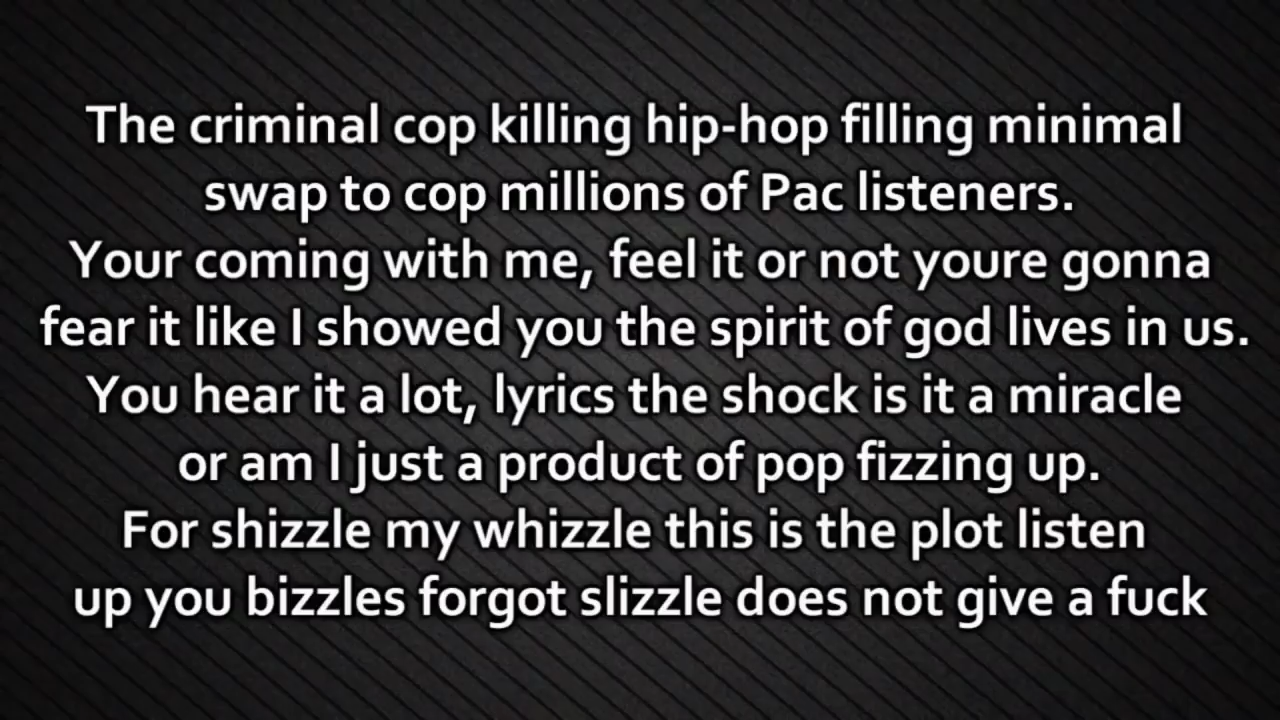 The criminal cop killing hip-hop filling minimal
swap to cop millions of Pac listeners.
Your coming with me, feel it or not youre gonna
fear it like I showed you the spirit of god lives in us.
You hear it a lot, lyrics the shock is it a miracle
or am I just a product of pop fizzing up.
For shizzle my whizzle this is the plot listen
up you bizzles forgot slizzle does not give a fuck